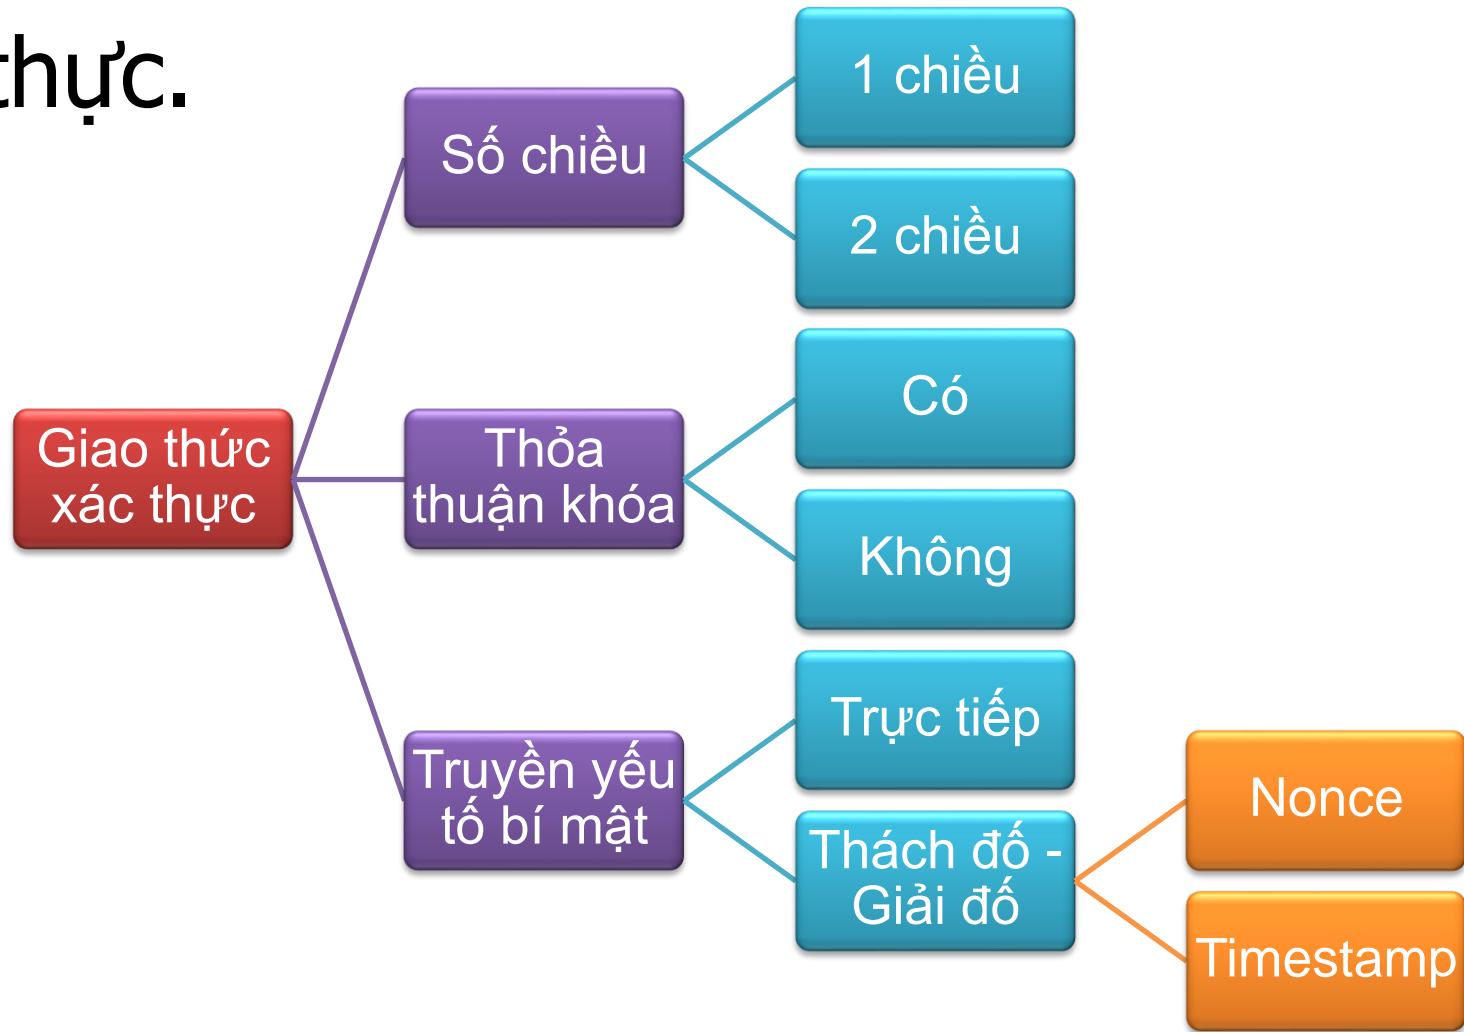 thực.
1 chiều
Số chiều
2 chiều
Có
Giao thức
xác thực
Thỏa
thuận khóa
Không
Trực tiếp
Truyền yếu
tố bí mật
Nonce
Thách đố -
Giải đố
Timestamp